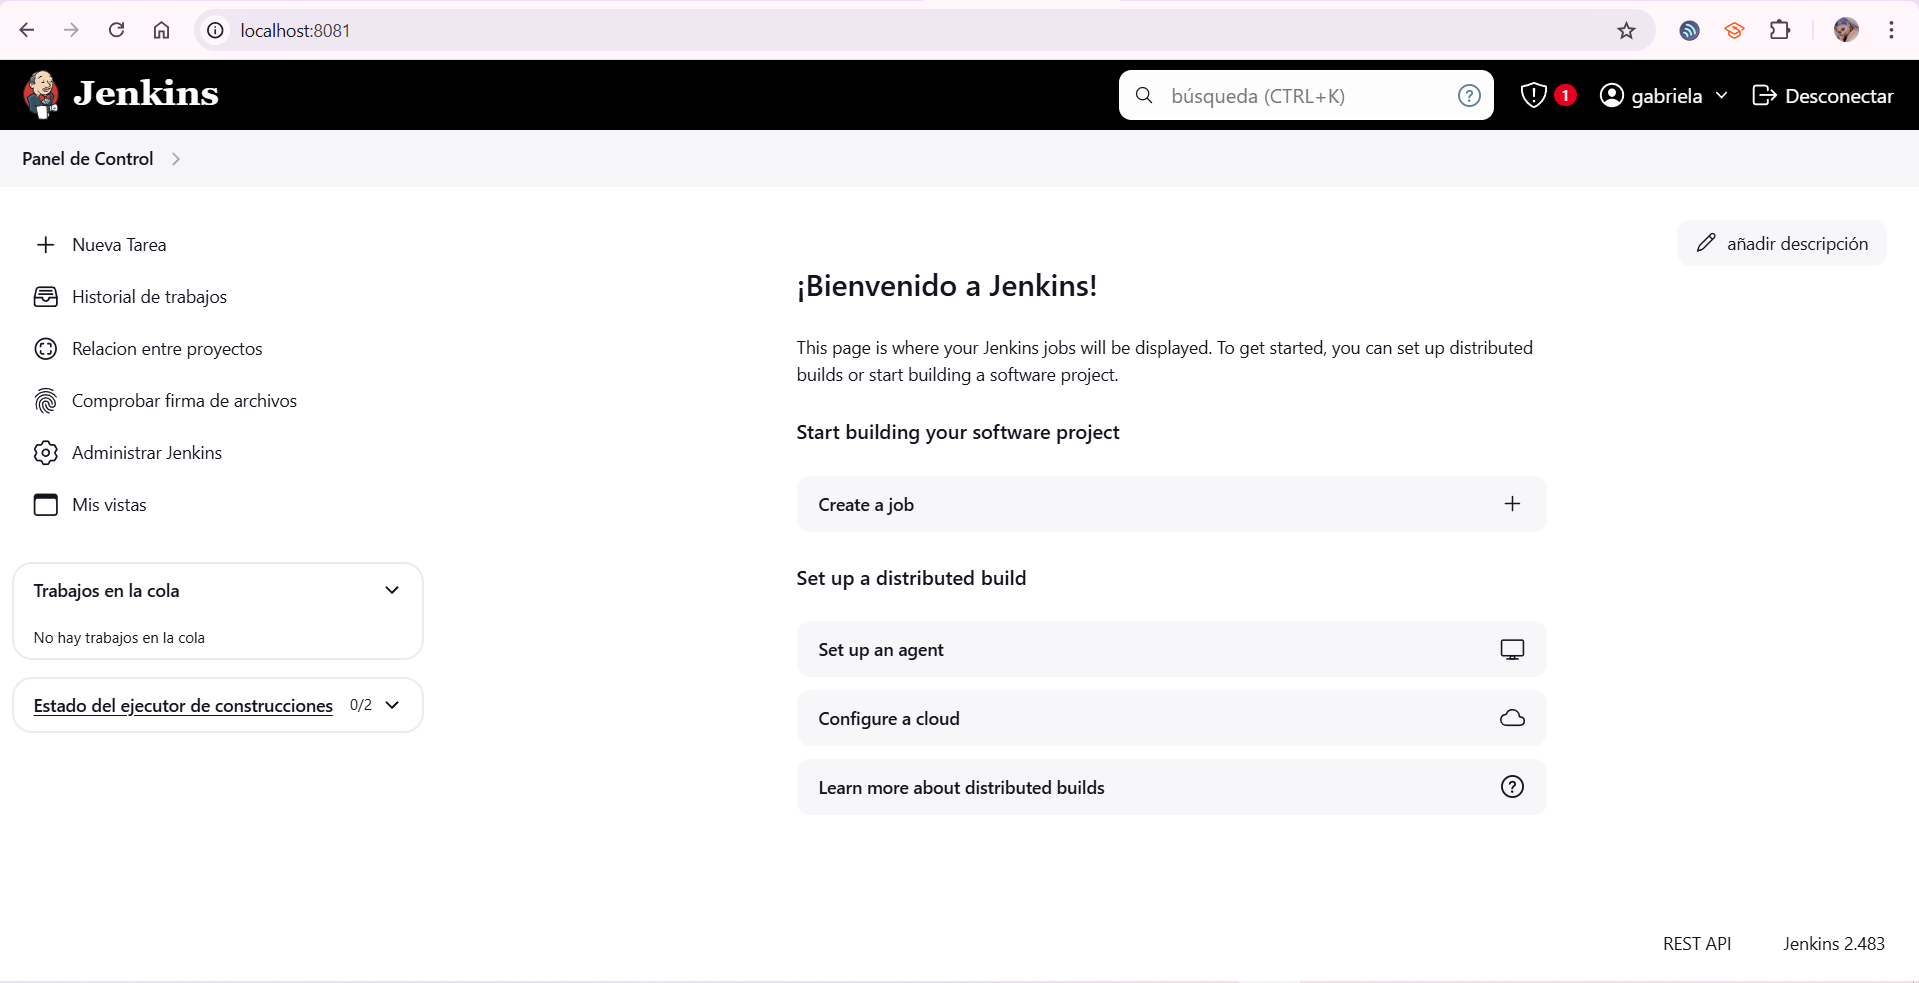 localhost:8081
Jenkins
búsqueda (CTRL+K)
1
gabriela
Desconectar
Panel de Control
Nueva Tarea
Historial de trabajos
Relacion entre proyectos
Comprobar firma de archivos
Administrar Jenkins
Mis vistas
Trabajos en la cola
No hay trabajos en la cola
Estado del ejecutor de construcciones 0/2
añadir descripción
¡Bienvenido a Jenkins!
This page is where your Jenkins jobs will be displayed. To get started, you can set up distributed
builds or start building a software project.
Start building your software project
Create a job
Set up a distributed build
Set up an agent
Configure a cloud
Learn more about distributed builds
REST API
Jenkins 2.483